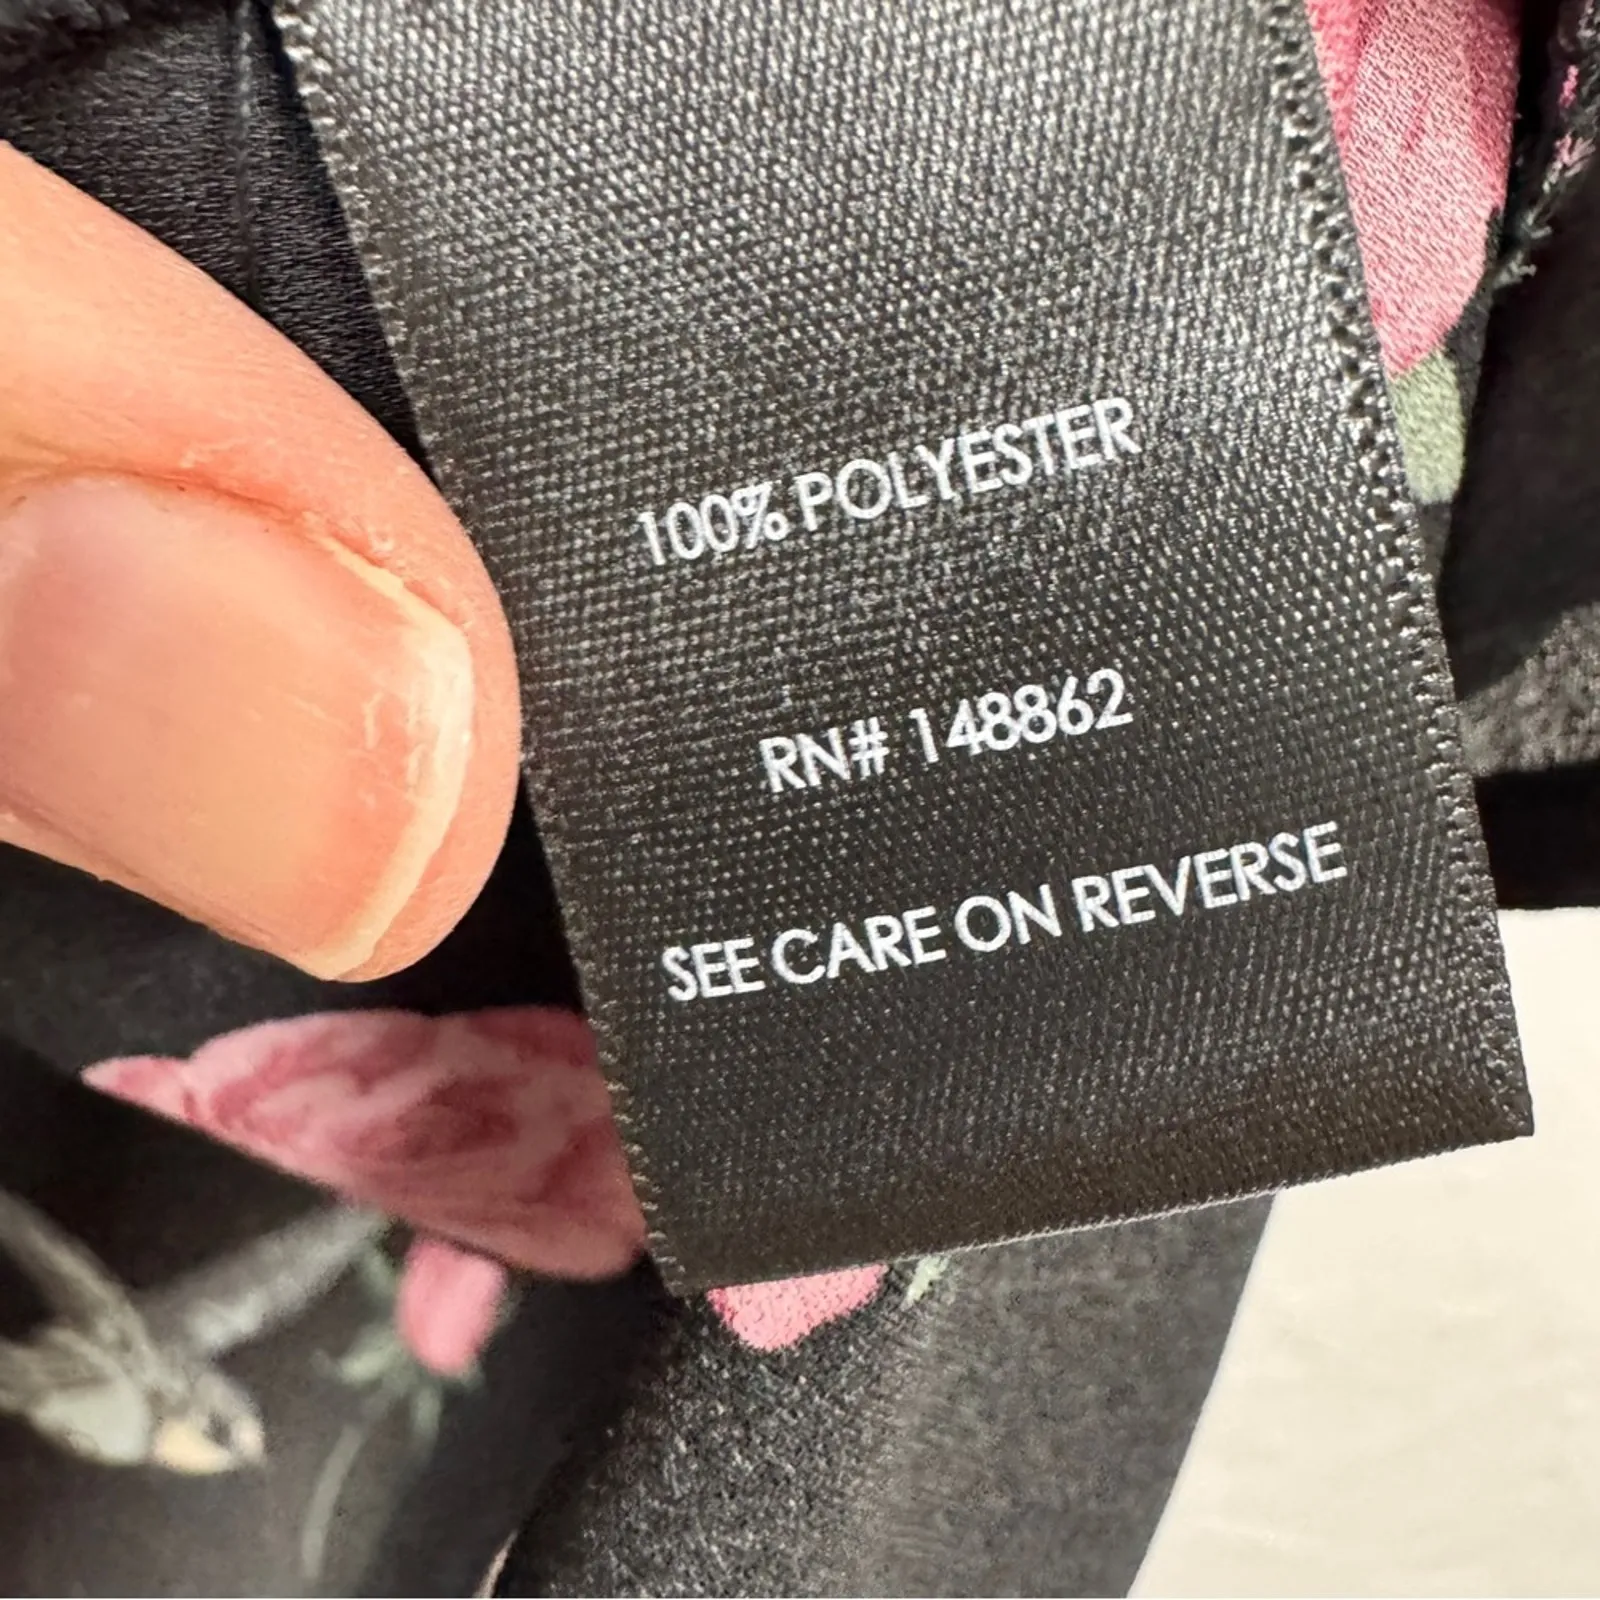 100% POLYESTER
RN# 148862
SEE CARE ON REVERSE